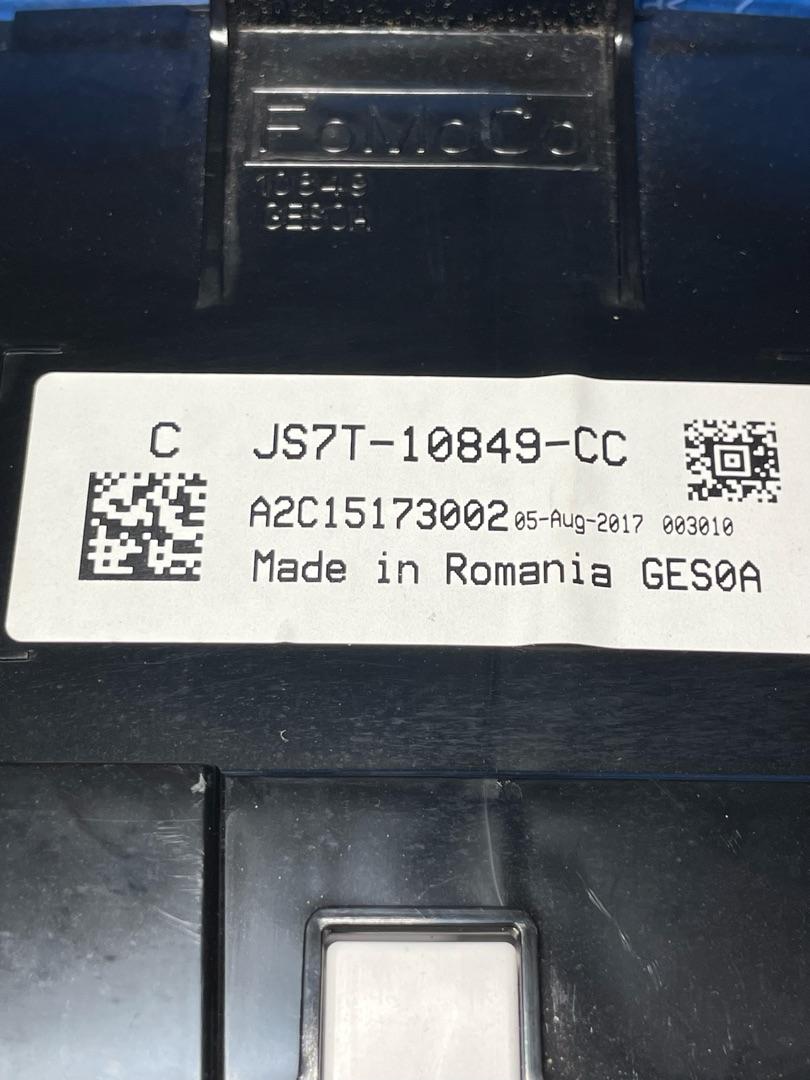 FoMoCo
10849
GES0A
C JS7T-10849-CC
A2C15173002 05-Aug-2017 003010
Made in Romania GES0A